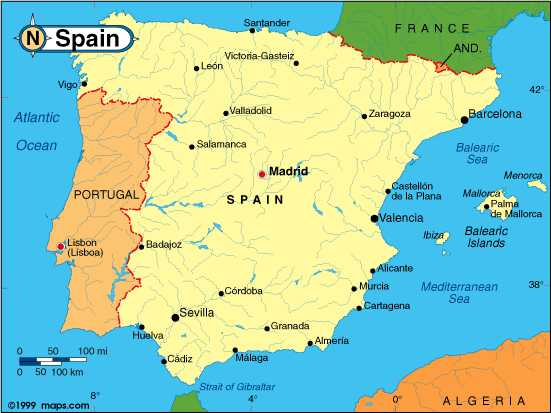 N Spain
Santander
FRANCE
AND.
Victoria-Gasteiz
León
Vigo
42°
Valladolid
Zaragoza
Barcelona
Atlantic
Ocean
Salamanca
Balearic
Sea
Madrid
Menorca
PORTUGAL
SPAIN
Castellón
de la Plana
Mallorca
Palma
de Mallorca
Valencia
Ibiza
Balearic
Islands
Lisbon
(Lisboa)
Badajoz
Alicante
Mediterranean
Sea
38°
Córdoba
Murcia
Cartagena
Sevilla
Granada
Huelva
Almería
Málaga
Cádiz
0 50 100 mi
0 50 100 km
Strait of Gibraltar
ALGERIA
8°
4°
0°
©1999 maps.com